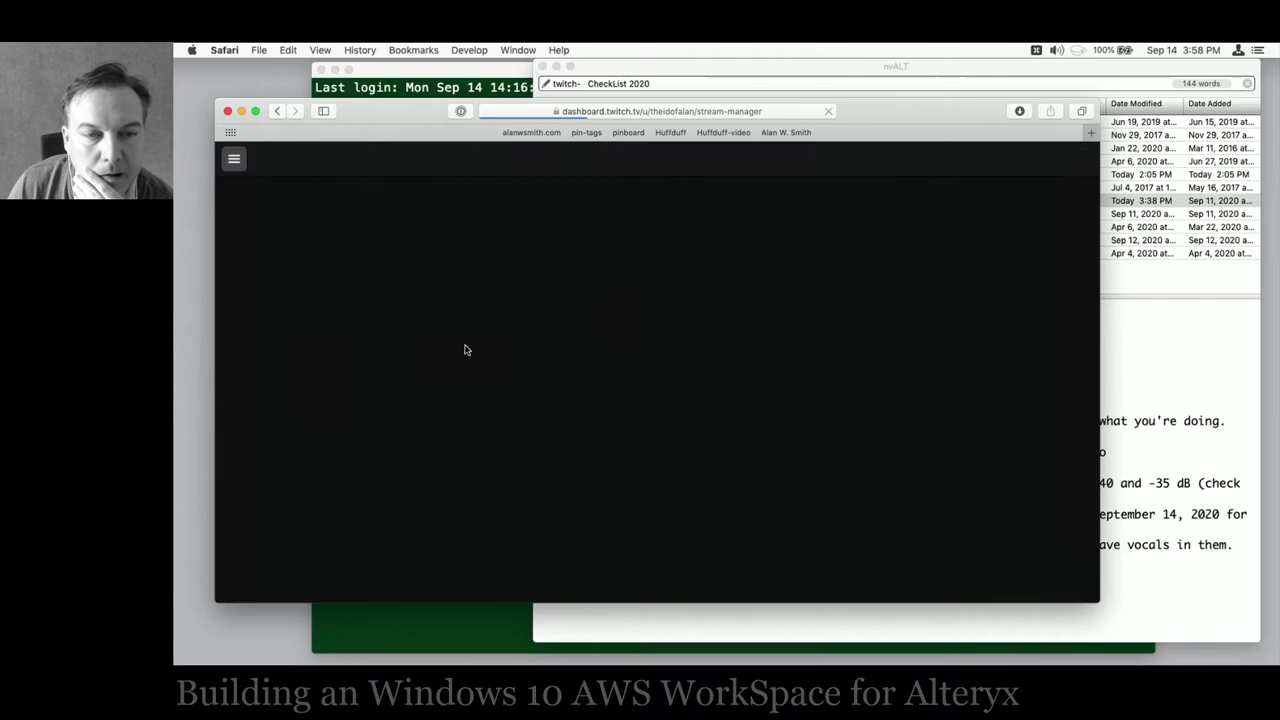 Safari File Edit View History Bookmarks Develop Window Help 100% Sep 14 3:58 PM
nvALT
Last login: Mon Sep 14 14:16:
twitch- CheckList 2020 144 words
Date Modified Date Added
dashboard.twitch.tv/u/theidofalan/stream-manager
alanwsmith.com pin-tags pinboard Huffduff Huffduff-video Alan W. Smith
Jun 19, 2019 at... Jun 15, 2019 at...
Nov 29, 2017 a... Nov 29, 2017 a...
Jan 22, 2020 a... Mar 11, 2016 at...
Apr 6, 2020 at... Jun 27, 2019 at...
Today 2:05 PM Today 2:05 PM
Jul 4, 2017 at 1... May 16, 2017 a...
Today 3:38 PM Sep 11, 2020 a...
Sep 11, 2020 a... Sep 11, 2020 a...
Apr 6, 2020 at... Mar 22, 2020 a...
Sep 12, 2020 a... Sep 12, 2020 a...
Apr 4, 2020 at... Apr 4, 2020 at...
what you're doing.
o
40 and -35 dB (check
eptember 14, 2020 for
ave vocals in them.
Building an Windows 10 AWS WorkSpace for Alteryx